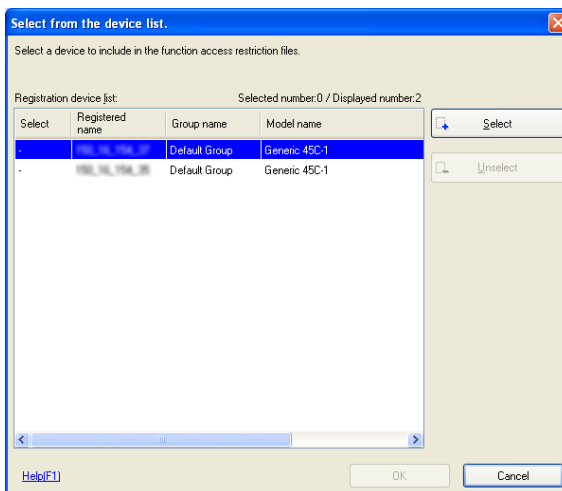 Select from the device list.
Select a device to include in the function access restriction files.
Registration device list: Selected number:0 / Displayed number:2
Select Registered name Group name Model name
- Default Group Generic 45C-1
- Default Group Generic 45C-1
Select
Unselect
Help(F1) OK Cancel